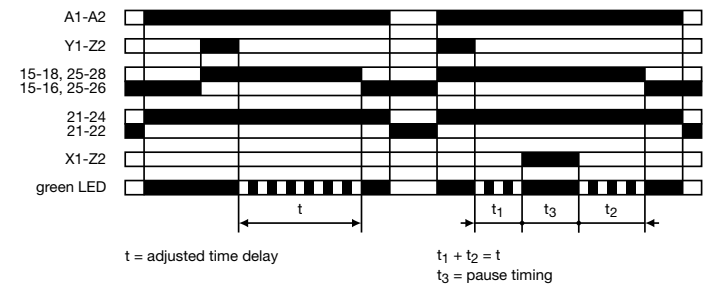 A1-A2
Y1-Z2
15-18, 25-28
15-16, 25-26
21-24
21-22
X1-Z2
green LED
t
t1
t3
t2
t = adjusted time delay
t1 + t2 = t
t3 = pause timing